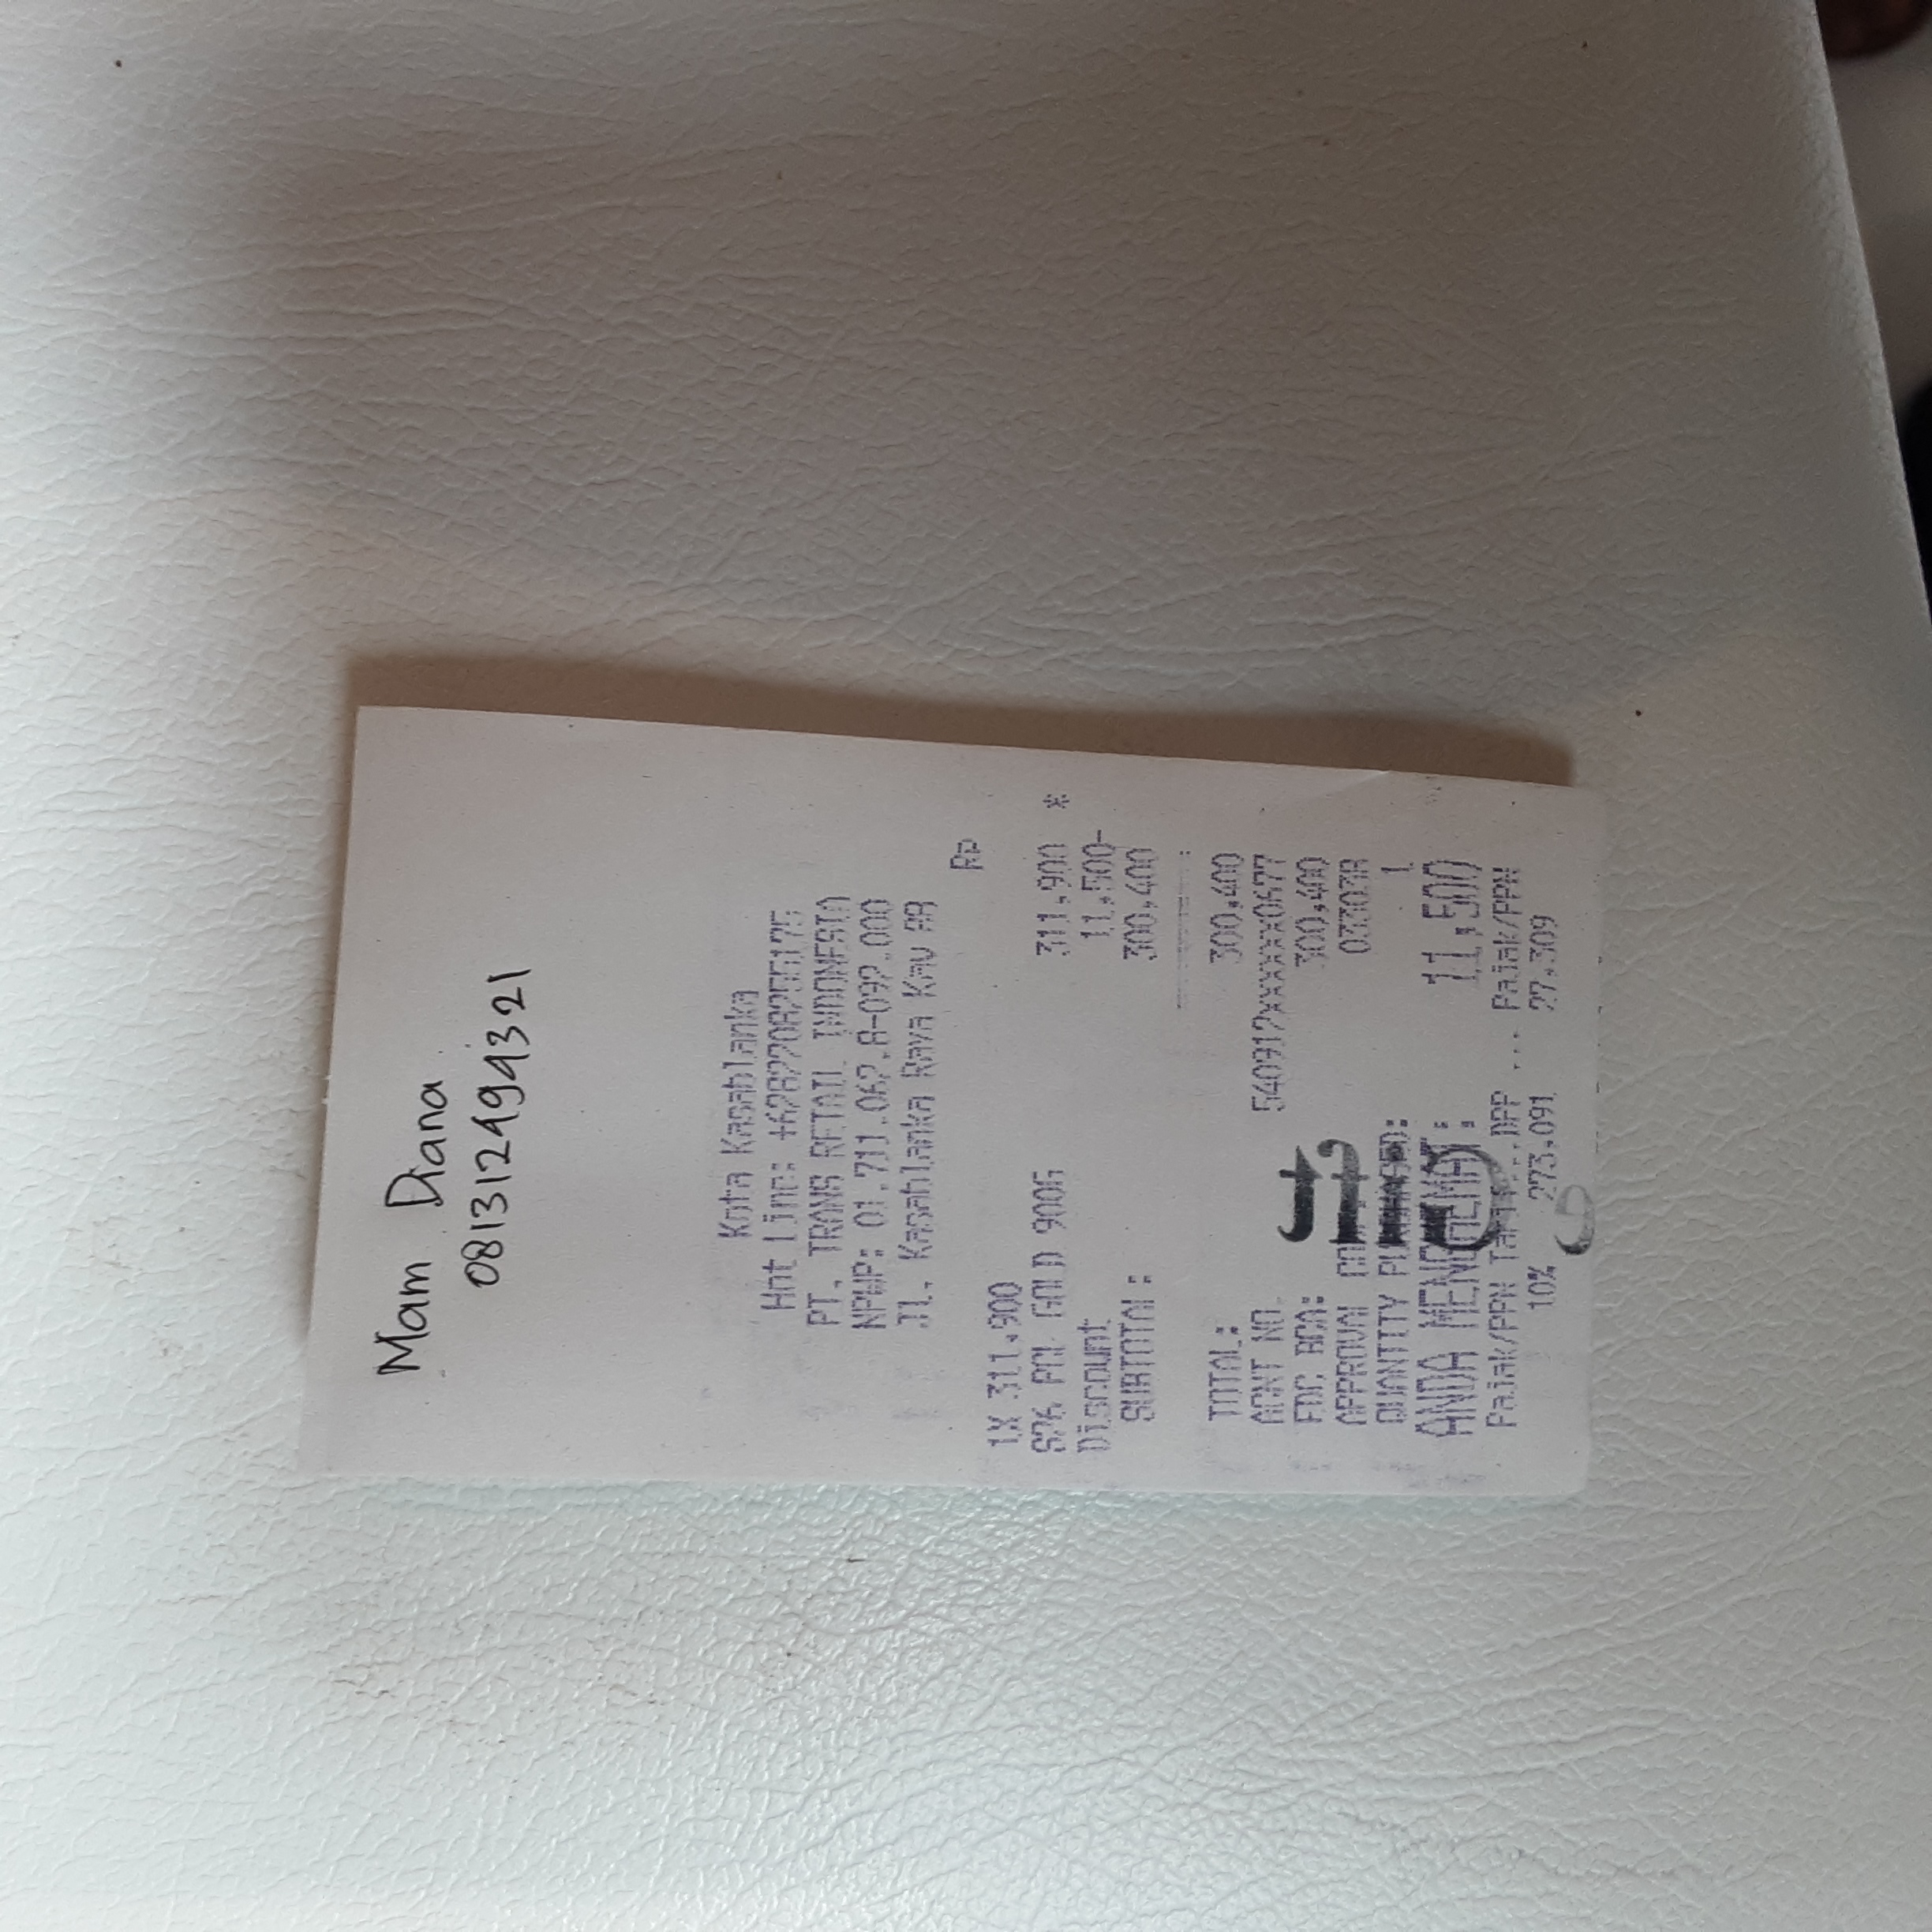 Mam Diana
081312494321
Kota Kasablanka
Hot Line: +6282208255175
PT. TRANS RETAIL INDONESIA
NPWP: 01.711.062.8-092.000
Jl. Kasablanka Raya Kav 88
Rp
1X 311,900
S26 PCL GOLD 900G 311,900 *
Discount 11,500-
SUBTOTAL: 300,400
TOTAL: 300,400
ACNT NO. 540912xxxxxx0677
EDC BCA: 300,400
APPROVAL 033038
QUANTITY PURCHASED: 1
ANDA MENGHEMAT: 11,500
Pajak/PPN Tarif...DPP ... Pajak/PPN
10% 273,091 27,309